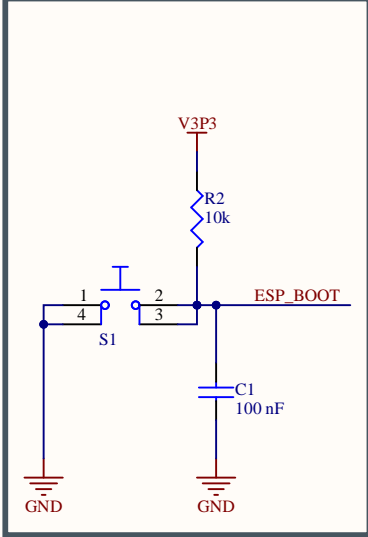 V3P3
R2
10k
1 2 ESP_BOOT
4 3
S1
C1
100 nF
GND GND